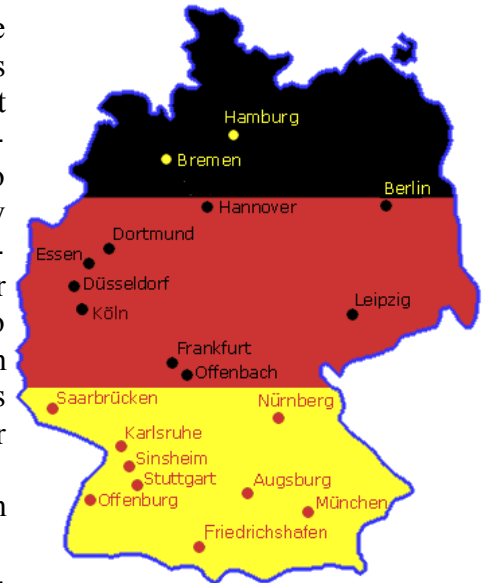 Hamburg
Bremen
Berlin
Hannover
Dortmund
Essen
Düsseldorf
Leipzig
Köln
Frankfurt
Offenbach
Saarbrücken
Nürnberg
Karlsruhe
Sinsheim
Stuttgart
Augsburg
Offenburg
München
Friedrichshafen